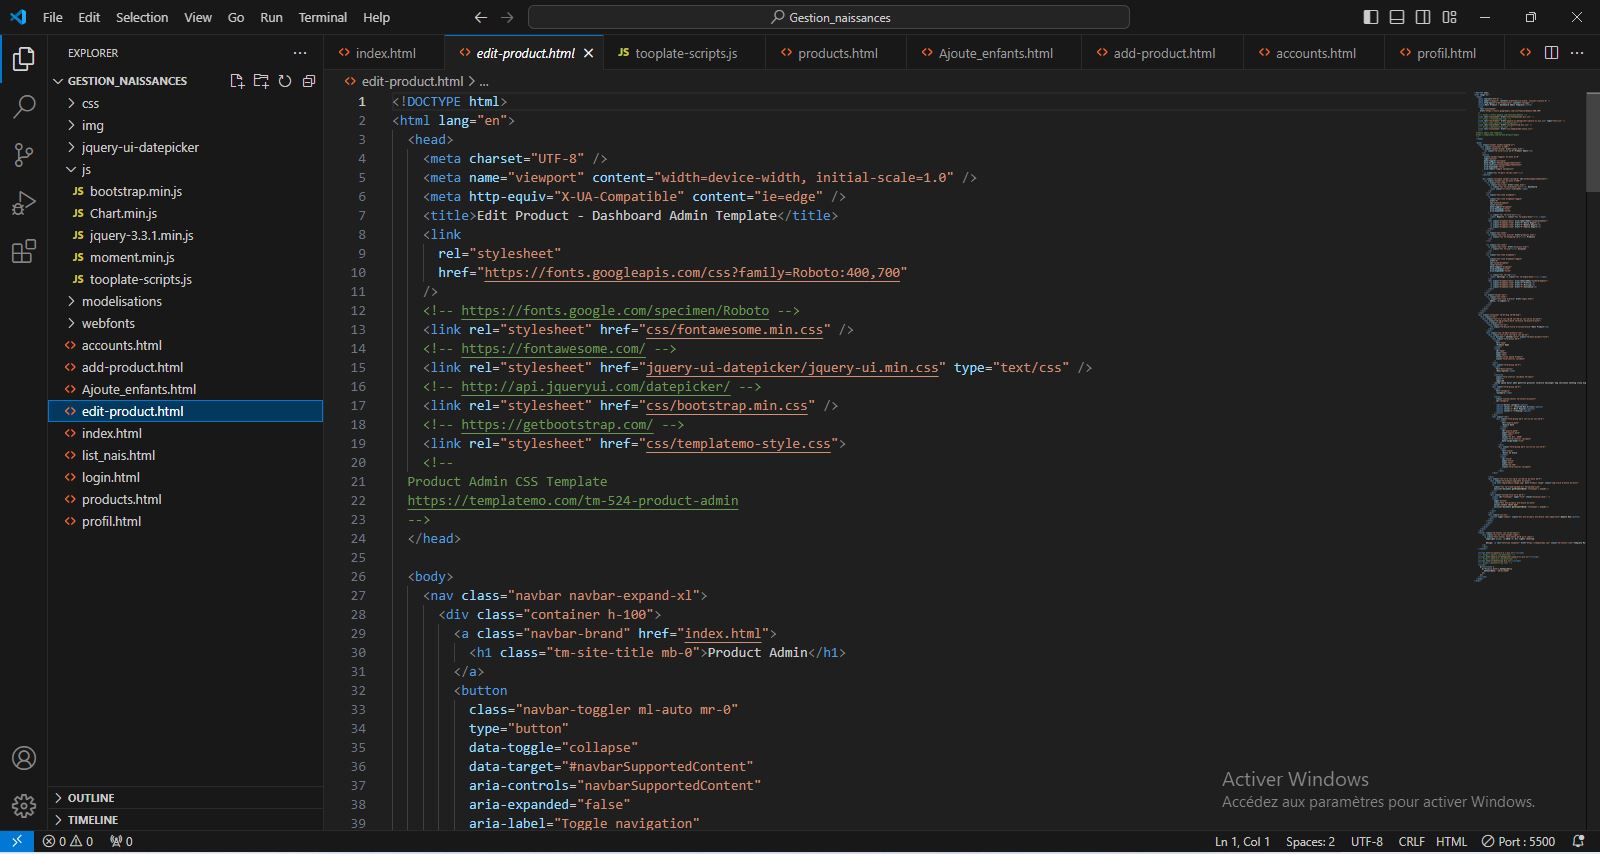 File Edit Selection View Go Run Terminal Help
Gestion_naissances
EXPLORER
GESTION_NAISSANCES
css
img
jquery-ui-datepicker
js
JS bootstrap.min.js
JS Chart.min.js
JS jquery-3.3.1.min.js
JS moment.min.js
JS tooplate-scripts.js
modelisations
webfonts
accounts.html
add-product.html
Ajoute_enfants.html
edit-product.html
index.html
list_nais.html
login.html
products.html
profil.html
OUTLINE
TIMELINE
index.html edit-product.html JS tooplate-scripts.js products.html Ajoute_enfants.html add-product.html accounts.html profil.html
edit-product.html > ...
1 <!DOCTYPE html>
2 <html lang="en">
3 <head>
4 <meta charset="UTF-8" />
5 <meta name="viewport" content="width=device-width, initial-scale=1.0" />
6 <meta http-equiv="X-UA-Compatible" content="ie=edge" />
7 <title>Edit Product - Dashboard Admin Template</title>
8 <link
9 rel="stylesheet"
10 href="https://fonts.googleapis.com/css?family=Roboto:400,700"
11 />
12 <!-- https://fonts.google.com/specimen/Roboto -->
13 <link rel="stylesheet" href="css/fontawesome.min.css" />
14 <!-- https://fontawesome.com/ -->
15 <link rel="stylesheet" href="jquery-ui-datepicker/jquery-ui.min.css" type="text/css" />
16 <!-- http://api.jqueryui.com/datepicker/ -->
17 <link rel="stylesheet" href="css/bootstrap.min.css" />
18 <!-- https://getbootstrap.com/ -->
19 <link rel="stylesheet" href="css/templatemo-style.css">
20 <!--
21 Product Admin CSS Template
22 https://templatemo.com/tm-524-product-admin
23 -->
24 </head>
25
26 <body>
27 <nav class="navbar navbar-expand-xl">
28 <div class="container h-100">
29 <a class="navbar-brand" href="index.html">
30 <h1 class="tm-site-title mb-0">Product Admin</h1>
31 </a>
32 <button
33 class="navbar-toggler ml-auto mr-0"
34 type="button"
35 data-toggle="collapse"
36 data-target="#navbarSupportedContent"
37 aria-controls="navbarSupportedContent"
38 aria-expanded="false"
39 aria-label="Toggle navigation"
Activer Windows
Accédez aux paramètres pour activer Windows.
0 0 0
Ln 1, Col 1 Spaces: 2 UTF-8 CRLF HTML Port : 5500